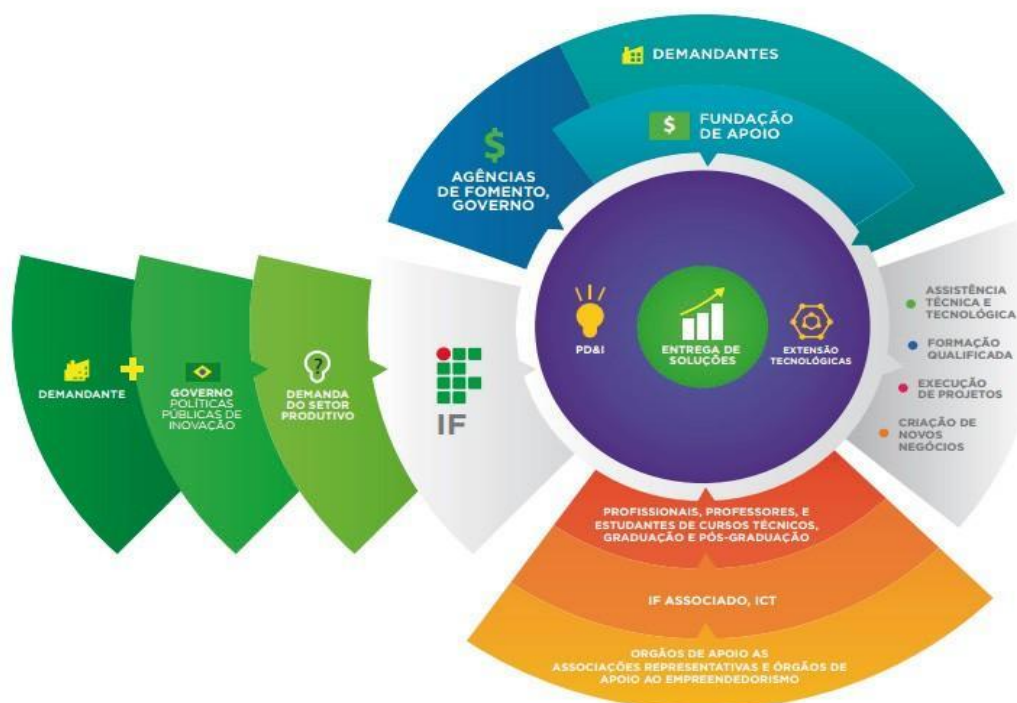 DEMANDANTES
$
FUNDAÇÃO
DE APOIO
$
AGÊNCIAS
DE FOMENTO,
GOVERNO
DEMANDANTE
GOVERNO
POLÍTICAS
PÚBLICAS DE
INOVAÇÃO
?
DEMANDA
DO SETOR
PRODUTIVO
IF
PD&I
ENTREGA DE
SOLUÇÕES
EXTENSÃO
TECNOLÓGICAS
ASSISTÊNCIA
TÉCNICA E
TECNOLÓGICA
FORMAÇÃO
QUALIFICADA
EXECUÇÃO
DE PROJETOS
CRIAÇÃO DE
NOVOS
NEGÓCIOS
PROFISSIONAIS, PROFESSORES, E
ESTUDANTES DE CURSOS TÉCNICOS,
GRADUAÇÃO E PÓS-GRADUAÇÃO
IF ASSOCIADO, ICT
ORGÃOS DE APOIO AS
ASSOCIAÇÕES REPRESENTATIVAS E ÓRGÃOS DE
APOIO AO EMPREENDEDORISMO